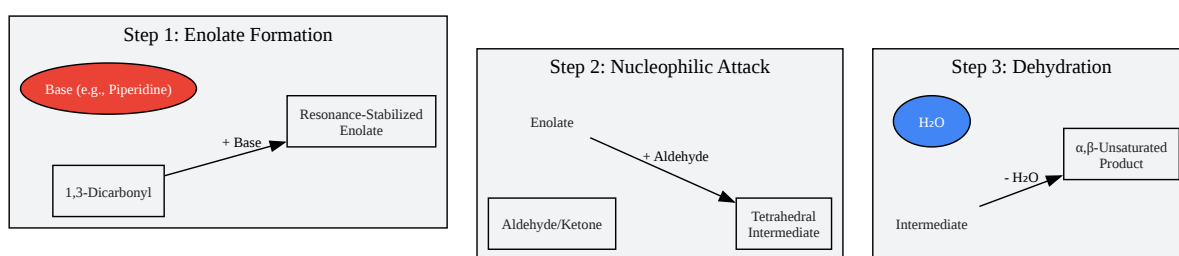 Step 1: Enolate Formation
Base (e.g., Piperidine)
Resonance-Stabilized
Enolate
+ Base
1,3-Dicarbonyl
Step 2: Nucleophilic Attack
Enolate
+ Aldehyde
Aldehyde/Ketone
Tetrahedral
Intermediate
Step 3: Dehydration
H₂O
α,β-Unsaturated
Product
- H₂O
Intermediate